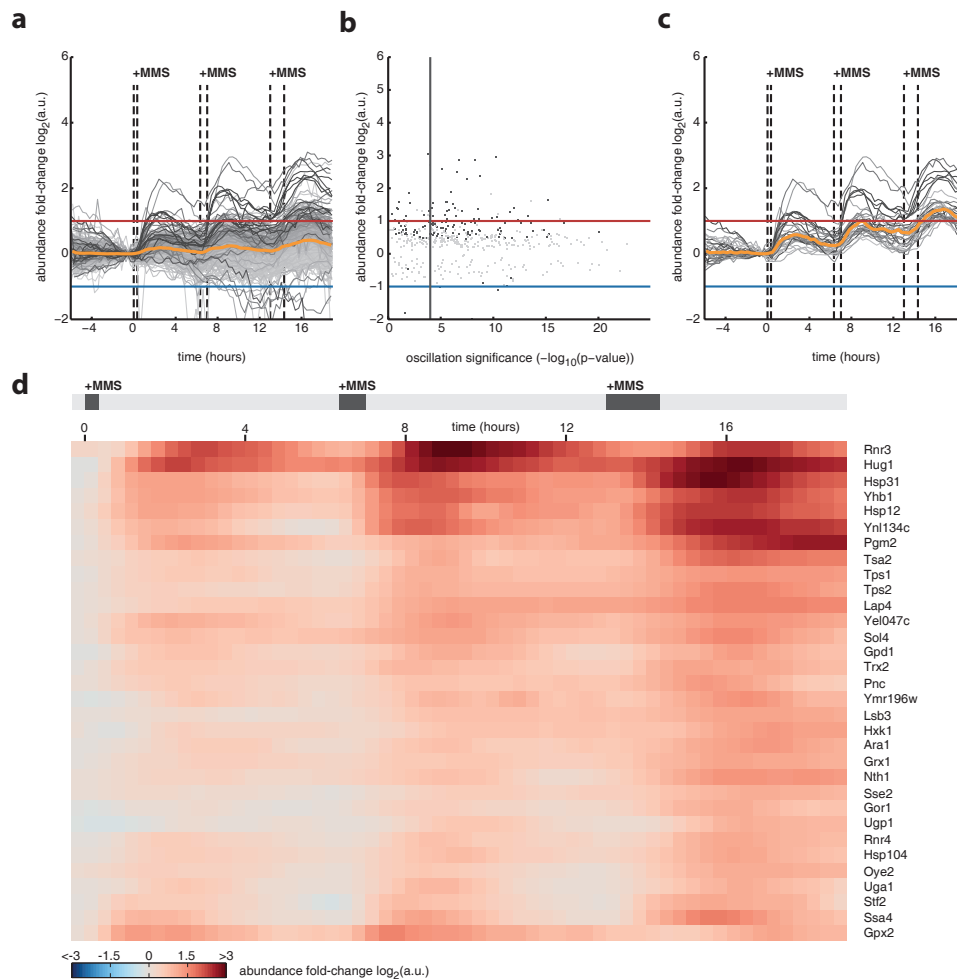 a
b
c
6
4
2
0
−2
abundance fold-change log2(a.u.)
+MMS +MMS +MMS
−4 0 4 8 12 16
time (hours)
6
5
4
3
2
1
0
−1
−2
abundance fold-change log2(a.u.)
0 5 10 15 20
oscillation significance (−log10(p-value))
6
4
2
0
−2
abundance fold-change log2(a.u.)
+MMS +MMS +MMS
−4 0 4 8 12 16
time (hours)
d
+MMS +MMS +MMS
0 4 8 time (hours) 12 16
Rnr3
Hug1
Hsp31
Yhb1
Hsp12
Ynl134c
Pgm2
Tsa2
Tps1
Tps2
Lap4
Yel047c
Sol4
Gpd1
Trx2
Pnc
Ymr196w
Lsb3
Hxk1
Ara1
Grx1
Nth1
Sse2
Gor1
Ugp1
Rnr4
Hsp104
Oye2
Uga1
Stf2
Ssa4
Gpx2
<-3 -1.5 0 1.5 >3
abundance fold-change log2(a.u.)